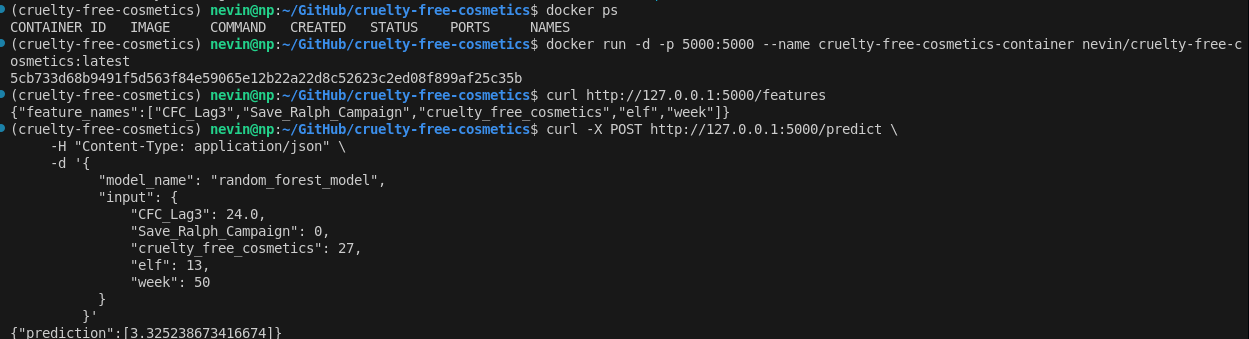 (cruelty-free-cosmetics) nevin@np:~/GitHub/cruelty-free-cosmetics$ docker ps
CONTAINER ID   IMAGE     COMMAND   CREATED   STATUS    PORTS     NAMES
(cruelty-free-cosmetics) nevin@np:~/GitHub/cruelty-free-cosmetics$ docker run -d -p 5000:5000 --name cruelty-free-cosmetics-container nevin/cruelty-free-c
osmetics:latest
5cb733d68b9491f5d563f84e59065e12b22a22d8c52623c2ed08f899af25c35b
(cruelty-free-cosmetics) nevin@np:~/GitHub/cruelty-free-cosmetics$ curl http://127.0.0.1:5000/features
{"feature_names":["CFC_Lag3","Save_Ralph_Campaign","cruelty_free_cosmetics","elf","week"]}
(cruelty-free-cosmetics) nevin@np:~/GitHub/cruelty-free-cosmetics$ curl -X POST http://127.0.0.1:5000/predict \
     -H "Content-Type: application/json" \
     -d '{
           "model_name": "random_forest_model",
           "input": {
               "CFC_Lag3": 24.0,
               "Save_Ralph_Campaign": 0,
               "cruelty_free_cosmetics": 27,
               "elf": 13,
               "week": 50
           }
         }'
{"prediction":[3.325238673416674]}